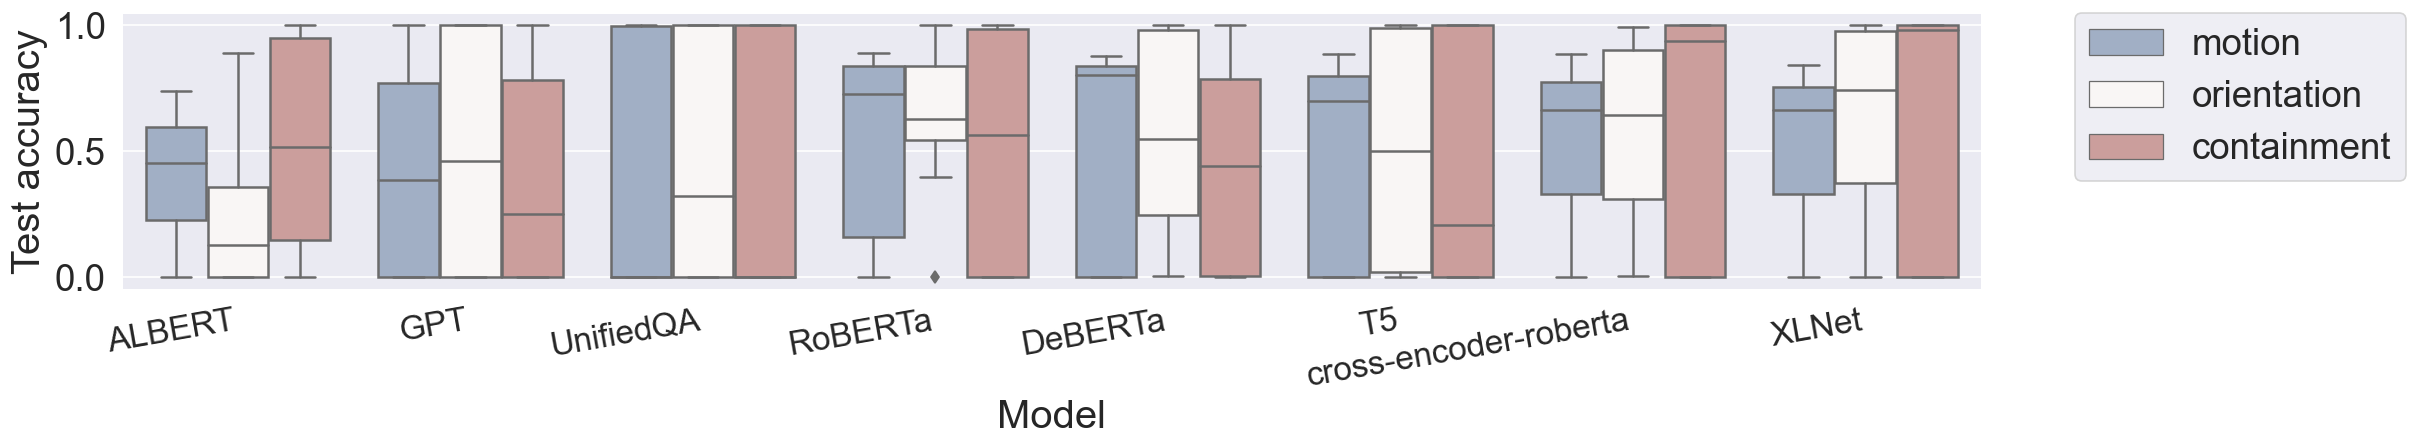 Test accuracy
1.0
0.5
0.0
ALBERT
GPT
UnifiedQA
RoBERTa
DeBERTa
T5
cross-encoder-roberta
XLNet
Model
motion
orientation
containment